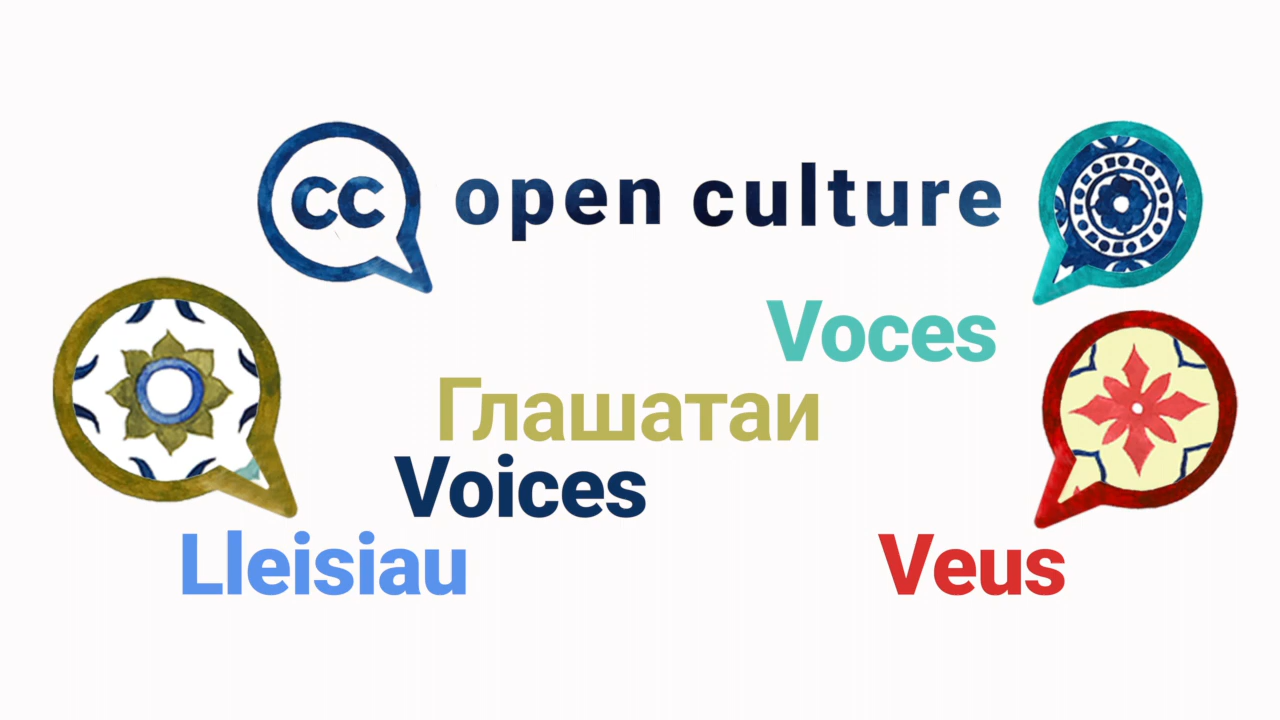 cc open culture
Voces
Глашатаи
Voices
Lleisiau
Veus